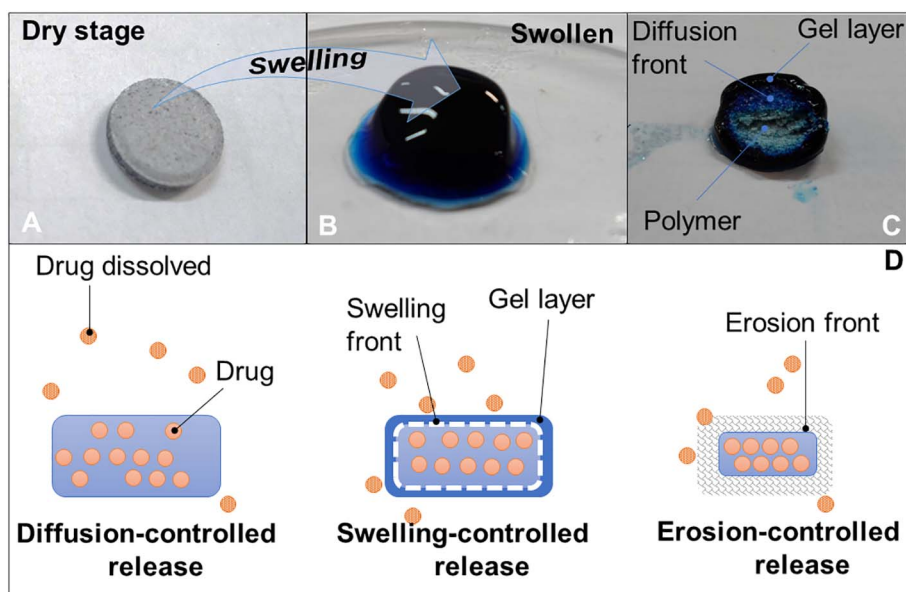 Dry stage
Swelling
Swollen
Diffusion
front
Gel layer
Polymer
A
B
C
D
Drug dissolved
Drug
Swelling
front
Gel layer
Erosion front
Diffusion-controlled
release
Swelling-controlled
release
Erosion-controlled
release